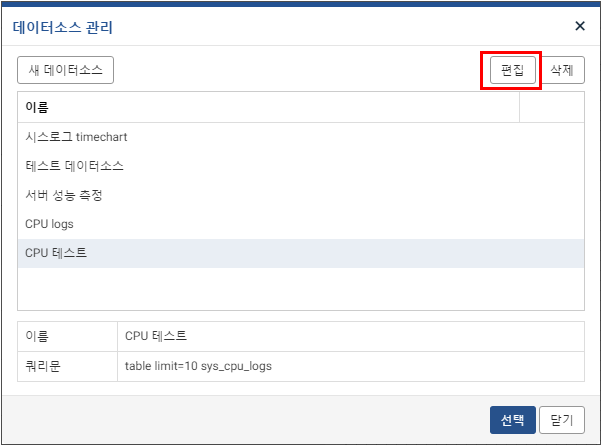 데이터소스 관리
새 데이터소스 편집 삭제
이름
시스로그 timechart
테스트 데이터소스
서버 성능 측정
CPU logs
CPU 테스트
이름 CPU 테스트
쿼리문 table limit=10 sys_cpu_logs
선택 닫기